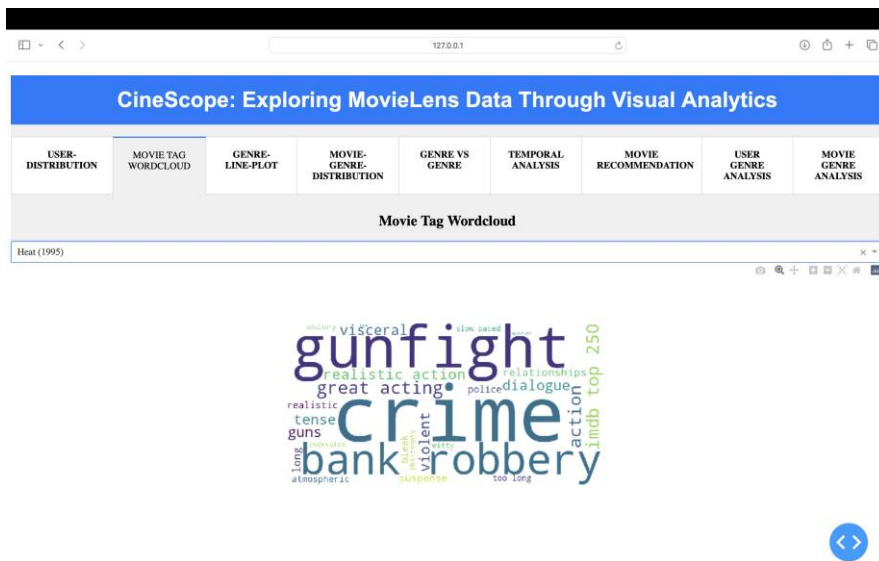 127.0.0.1
CineScope: Exploring MovieLens Data Through Visual Analytics
USER-
DISTRIBUTION
MOVIE TAG
WORDCLOUD
GENRE-
LINE-PLOT
MOVIE-
GENRE-
DISTRIBUTION
GENRE VS
GENRE
TEMPORAL
ANALYSIS
MOVIE
RECOMMENDATION
USER
GENRE
ANALYSIS
MOVIE
GENRE
ANALYSIS
Movie Tag Wordcloud
Heat (1995)
visceral
slow paced
gunfight
imdb top 250
realistic action
relationships
great acting
police
dialogue
realistic
crime
action
tense
guns
violent
witty
long
bleak
bank robbery
atmospheric
suspense
too long